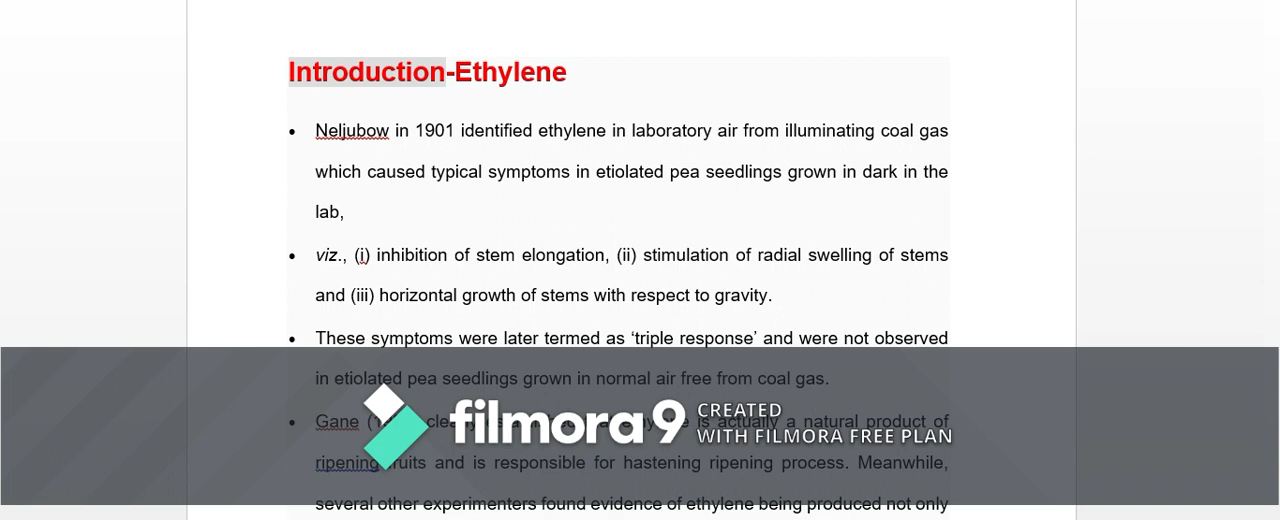 Introduction-Ethylene
• Neljubow in 1901 identified ethylene in laboratory air from illuminating coal gas
which caused typical symptoms in etiolated pea seedlings grown in dark in the
lab,
• viz., (i) inhibition of stem elongation, (ii) stimulation of radial swelling of stems
and (iii) horizontal growth of stems with respect to gravity.
• These symptoms were later termed as ‘triple response’ and were not observed
in etiolated pea seedlings grown in normal air free from coal gas.
• Gane is actually a natural product of
ripening fruits and is responsible for hastening ripening process. Meanwhile,
several other experimenters found evidence of ethylene being produced not only
filmora9 CREATED
WITH FILMORA FREE PLAN